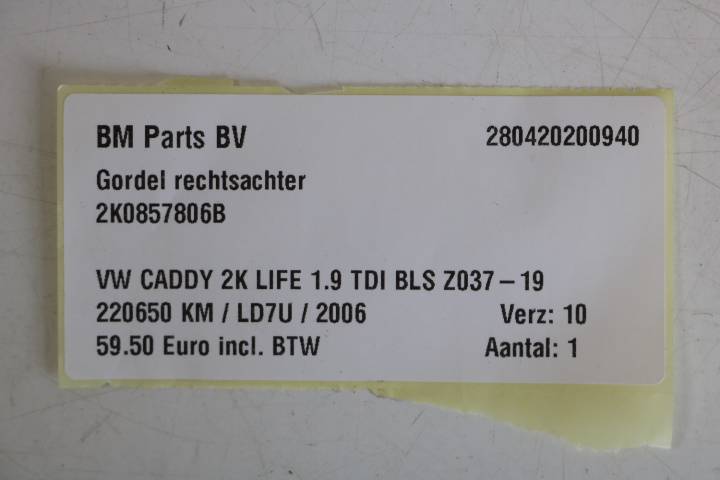 BM Parts BV 280420200940
Gordel rechtsachter
2K0857806B
VW CADDY 2K LIFE 1.9 TDI BLS Z037-19
220650 KM / LD7U / 2006 Verz: 10
59.50 Euro incl. BTW Aantal: 1